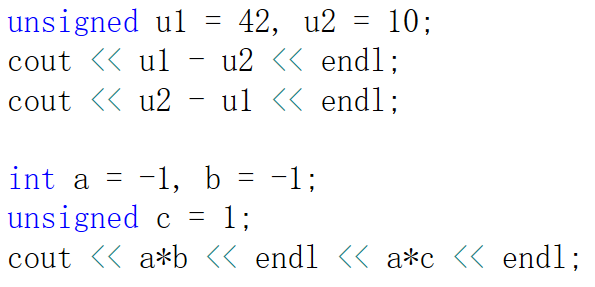 unsigned u1 = 42, u2 = 10;
cout << u1 - u2 << endl;
cout << u2 - u1 << endl;
int a = -1, b = -1;
unsigned c = 1;
cout << a*b << endl << a*c << endl;